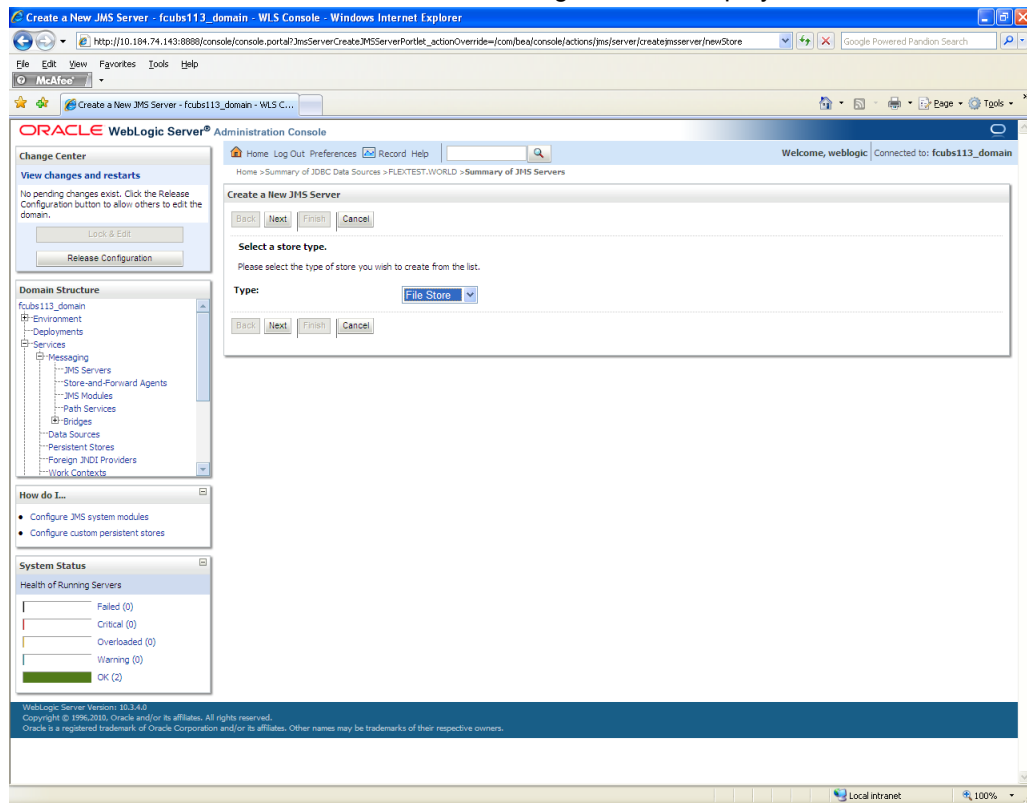 Create a New JMS Server - fcubs113_domain - WLS Console - Windows Internet Explorer
http://10.184.74.143:8888/console/console.portal?JmsServerCreateJMSServerPortlet_actionOverride=/com/bea/console/actions/jms/server/createjmsserver/newStore
Google Powered Pandion Search
File Edit View Favorites Tools Help
McAfee
Create a New JMS Server - fcubs113_domain - WLS C...
Page Tools
ORACLE WebLogic Server® Administration Console
Change Center
View changes and restarts
No pending changes exist. Click the Release
Configuration button to allow others to edit the
domain.
Lock & Edit
Release Configuration
Domain Structure
fcubs113_domain
Environment
Deployments
Services
Messaging
JMS Servers
Store-and-Forward Agents
JMS Modules
Path Services
Bridges
Data Sources
Persistent Stores
Foreign JNDI Providers
Work Contexts
How do I...
Configure JMS system modules
Configure custom persistent stores
System Status
Health of Running Servers
Failed (0)
Critical (0)
Overloaded (0)
Warning (0)
OK (2)
Home Log Out Preferences Record Help
Welcome, weblogic Connected to: fcubs113_domain
Home >Summary of JDBC Data Sources >FLEXTEST.WORLD >Summary of JMS Servers
Create a New JMS Server
Back Next Finish Cancel
Select a store type.
Please select the type of store you wish to create from the list.
Type: File Store
Back Next Finish Cancel
WebLogic Server Version: 10.3.4.0
Copyright © 1996,2010, Oracle and/or its affiliates. All rights reserved.
Oracle is a registered trademark of Oracle Corporation and/or its affiliates. Other names may be trademarks of their respective owners.
Local intranet
100%